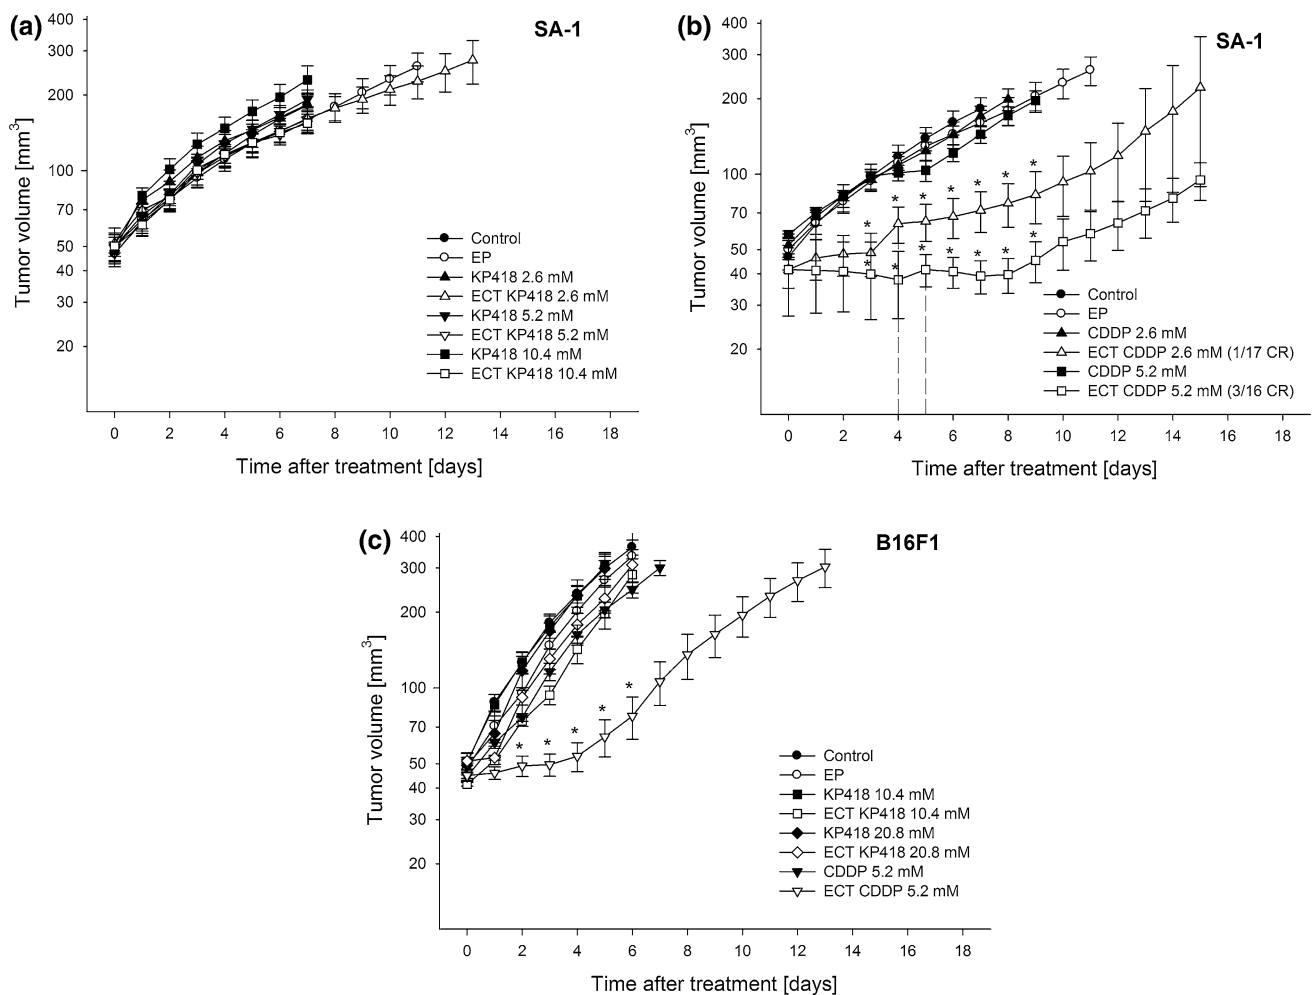 (a)
SA-1
400
300
200
100
70
50
40
30
20
Tumor volume [mm3]
Control
EP
KP418 2.6 mM
ECT KP418 2.6 mM
KP418 5.2 mM
ECT KP418 5.2 mM
KP418 10.4 mM
ECT KP418 10.4 mM
0 2 4 6 8 10 12 14 16 18
Time after treatment [days]
(b)
SA-1
400
300
200
100
70
50
40
30
20
Tumor volume [mm3]
* * * * * * *
* * * * * * *
Control
EP
CDDP 2.6 mM
ECT CDDP 2.6 mM (1/17 CR)
CDDP 5.2 mM
ECT CDDP 5.2 mM (3/16 CR)
0 2 4 6 8 10 12 14 16 18
Time after treatment [days]
(c)
B16F1
400
300
200
100
70
50
40
30
20
Tumor volume [mm3]
* * * * *
Control
EP
KP418 10.4 mM
ECT KP418 10.4 mM
KP418 20.8 mM
ECT KP418 20.8 mM
CDDP 5.2 mM
ECT CDDP 5.2 mM
0 2 4 6 8 10 12 14 16 18
Time after treatment [days]